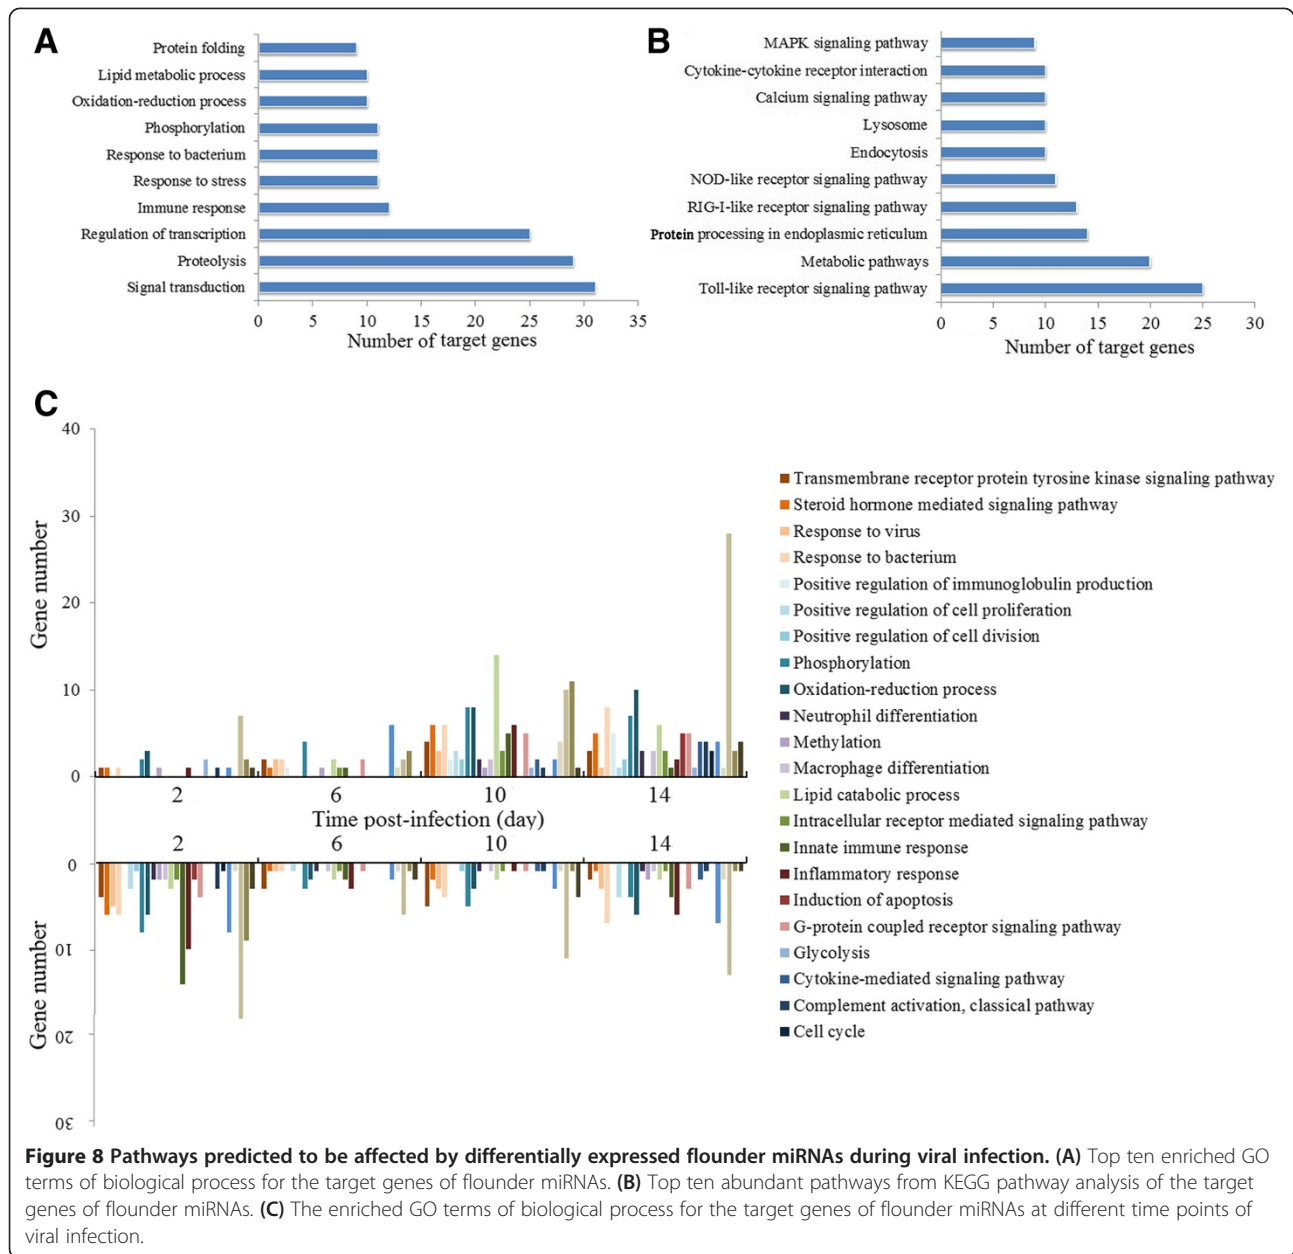 A
Protein folding
Lipid metabolic process
Oxidation-reduction process
Phosphorylation
Response to bacterium
Response to stress
Immune response
Regulation of transcription
Proteolysis
Signal transduction
0 5 10 15 20 25 30 35
Number of target genes
B
MAPK signaling pathway
Cytokine-cytokine receptor interaction
Calcium signaling pathway
Lysosome
Endocytosis
NOD-like receptor signaling pathway
RIG-I-like receptor signaling pathway
Protein processing in endoplasmic reticulum
Metabolic pathways
Toll-like receptor signaling pathway
0 5 10 15 20 25 30
Number of target genes
C
Gene number
40
30
20
10
0
2 6 10 14
Time post-infection (day)
2 6 10 14
Gene number
0
10
20
30
Transmembrane receptor protein tyrosine kinase signaling pathway
Steroid hormone mediated signaling pathway
Response to virus
Response to bacterium
Positive regulation of immunoglobulin production
Positive regulation of cell proliferation
Positive regulation of cell division
Phosphorylation
Oxidation-reduction process
Neutrophil differentiation
Methylation
Macrophage differentiation
Lipid catabolic process
Intracellular receptor mediated signaling pathway
Innate immune response
Inflammatory response
Induction of apoptosis
G-protein coupled receptor signaling pathway
Glycolysis
Cytokine-mediated signaling pathway
Complement activation, classical pathway
Cell cycle
Figure 8 Pathways predicted to be affected by differentially expressed flounder miRNAs during viral infection. (A) Top ten enriched GO
terms of biological process for the target genes of flounder miRNAs. (B) Top ten abundant pathways from KEGG pathway analysis of the target
genes of flounder miRNAs. (C) The enriched GO terms of biological process for the target genes of flounder miRNAs at different time points of
viral infection.